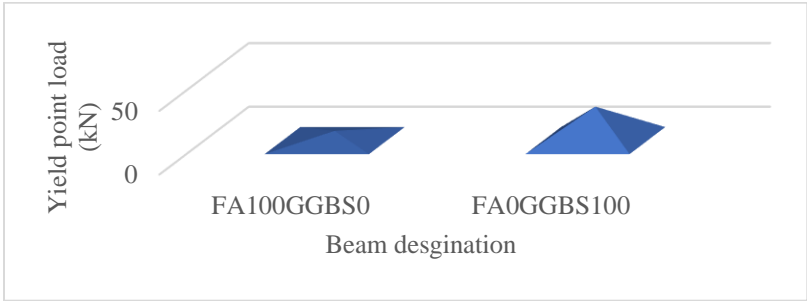 Yield point load
(kN)
50
0
FA100GGBS0
FA0GGBS100
Beam desgination